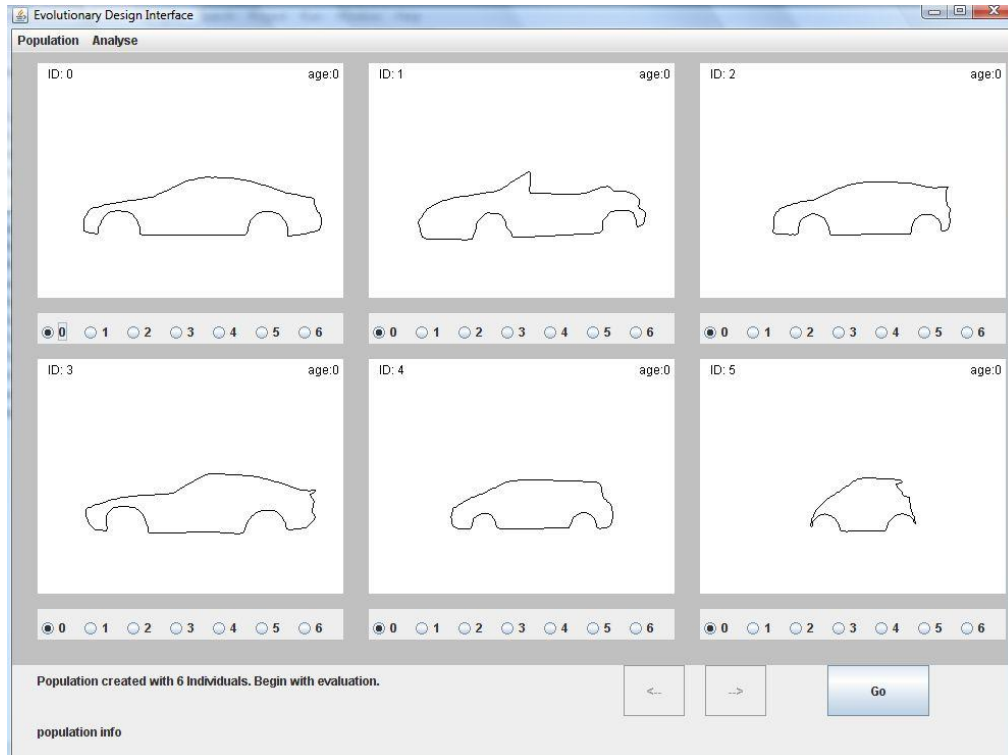 Evolutionary Design Interface
Population Analyse
ID: 0 age:0
ID: 1 age:0
ID: 2 age:0
0 1 2 3 4 5 6
0 1 2 3 4 5 6
0 1 2 3 4 5 6
ID: 3 age:0
ID: 4 age:0
ID: 5 age:0
0 1 2 3 4 5 6
0 1 2 3 4 5 6
0 1 2 3 4 5 6
Population created with 6 Individuals. Begin with evaluation.
<-- --> Go
population info